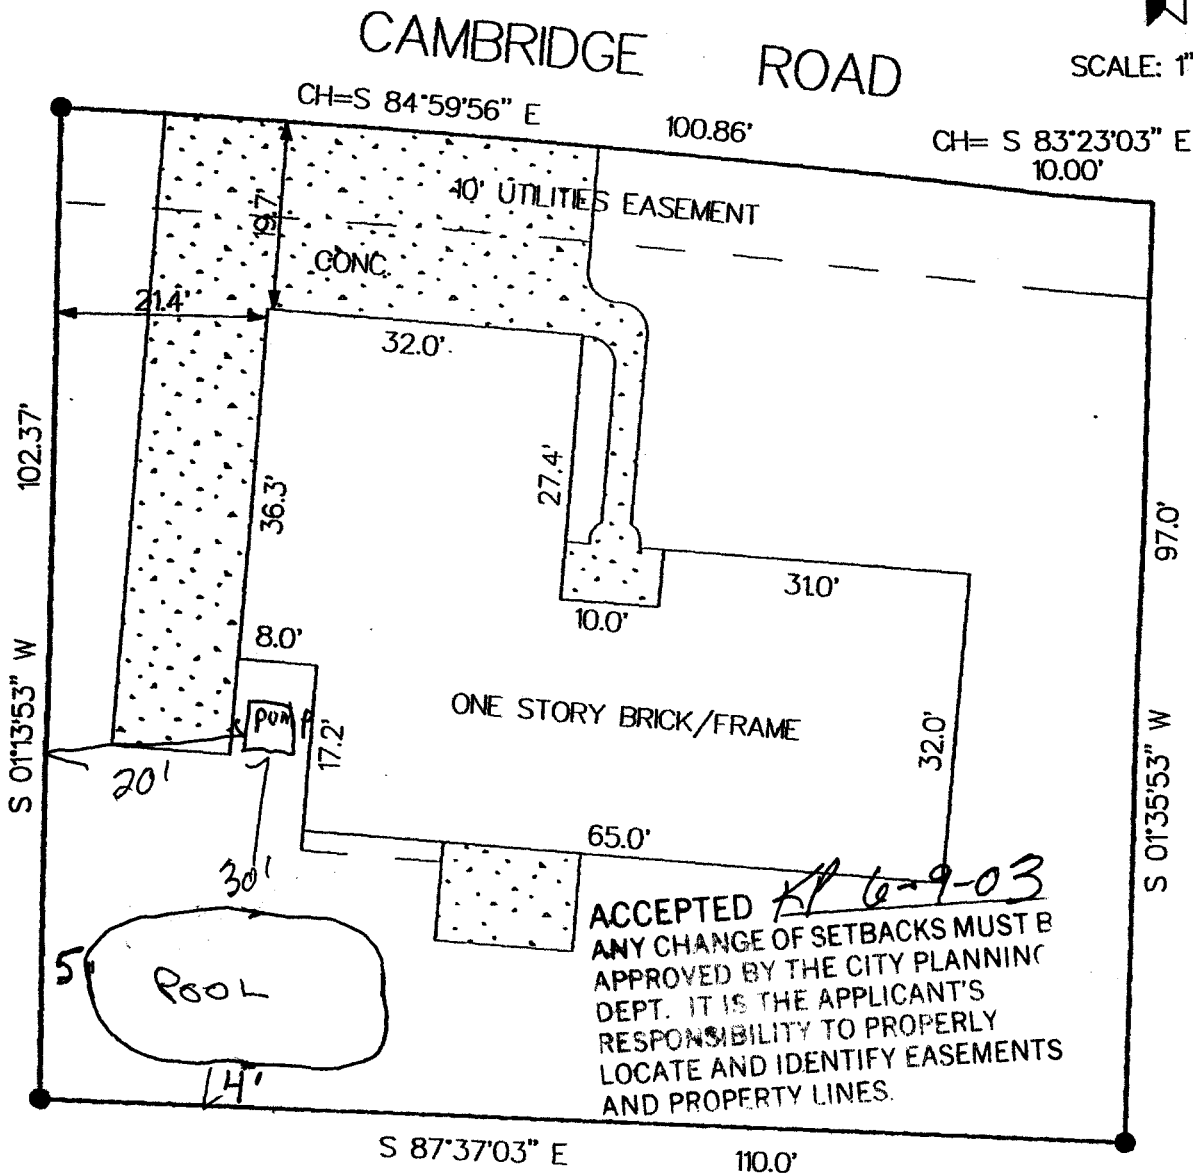 CAMBRIDGE ROAD
SCALE: 1"
CH=S 84°59'56" E
100.86'
CH= S 83°23'03" E
10.00'
10' UTILITIES EASEMENT
19.7'
CONC.
21.4'
32.0'
102.37'
36.3'
27.4'
97.0'
31.0'
10.0'
8.0'
S 01°13'53" W
PUMP
17.2'
ONE STORY BRICK/FRAME
32.0'
S 01°35'53" W
20'
65.0'
30'
ACCEPTED KP 6-9-03
ANY CHANGE OF SETBACKS MUST B
APPROVED BY THE CITY PLANNING
DEPT. IT IS THE APPLICANT'S
RESPONSIBILITY TO PROPERLY
LOCATE AND IDENTIFY EASEMENTS
AND PROPERTY LINES.
5'
POOL
4'
S 87°37'03" E
110.0'